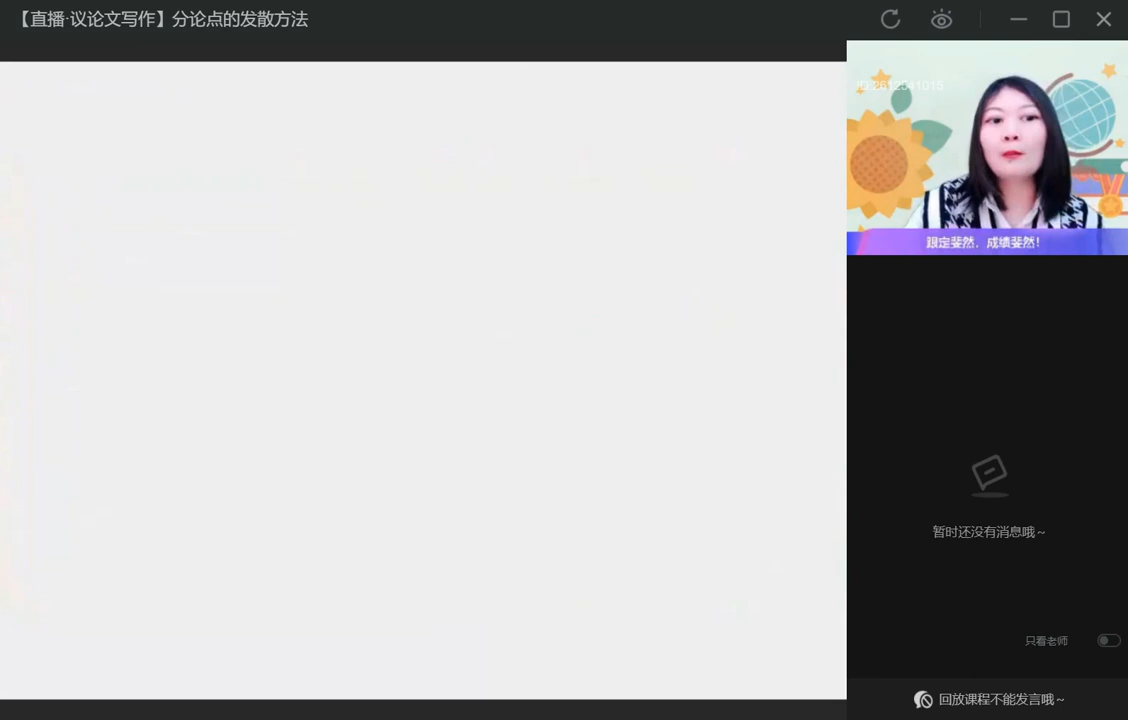 【直播·议论文写作】分论点的发散方法
ID:2612541015
跟定斐然，成绩斐然！
暂时还没有消息哦～
只看老师
回放课程不能发言哦～